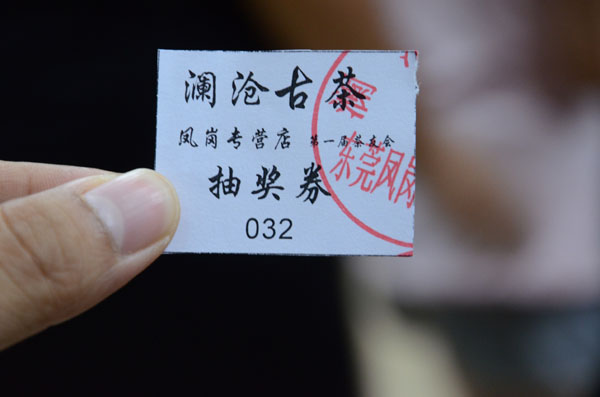 澜沧古茶
凤岗专营店 第一届茶友会
抽奖券
032
东莞凤岗